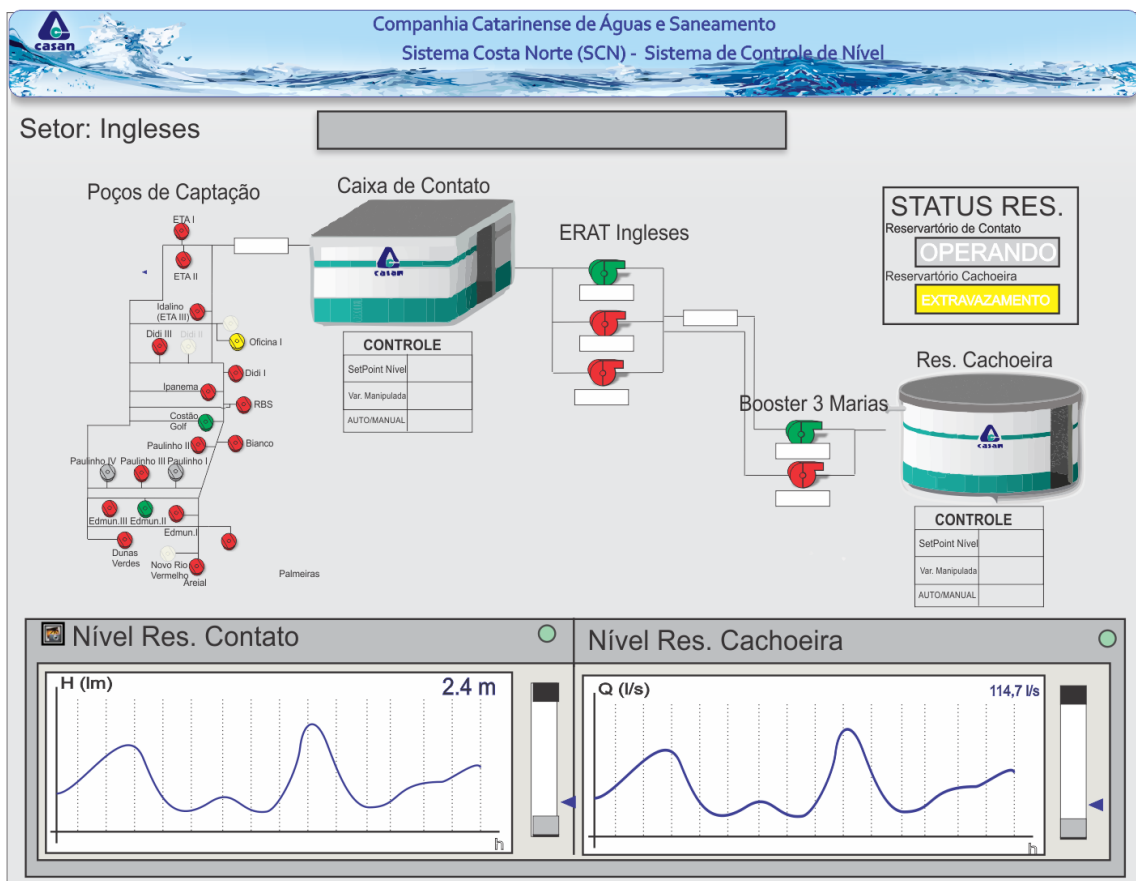 casan
Companhia Catarinense de Águas e Saneamento
Sistema Costa Norte (SCN) - Sistema de Controle de Nível
Setor: Ingleses
Poços de Captação
ETA I
ETA II
Idalino
(ETA III)
Didi III
Didi II
Oficina I
Didi I
Ipanema
RBS
Costão
Golf
Paulinho II
Bianco
Paulinho IV
Paulinho III
Paulinho I
Edmun.III
Edmun.II
Edmun.I
Dunas
Verdes
Novo Rio
Vermelho
Areial
Palmeiras
Caixa de Contato
casan
CONTROLE
SetPoint Nível
Var. Manipulada
AUTO/MANUAL
ERAT Ingleses
Booster 3 Marias
STATUS RES.
Reservartório de Contato
OPERANDO
Reservartório Cachoeira
EXTRAVAZAMENTO
Res. Cachoeira
casan
CONTROLE
SetPoint Nível
Var. Manipulada
AUTO/MANUAL
Nível Res. Contato
H (lm)
2.4 m
h
Nível Res. Cachoeira
Q (l/s)
114,7 l/s
h